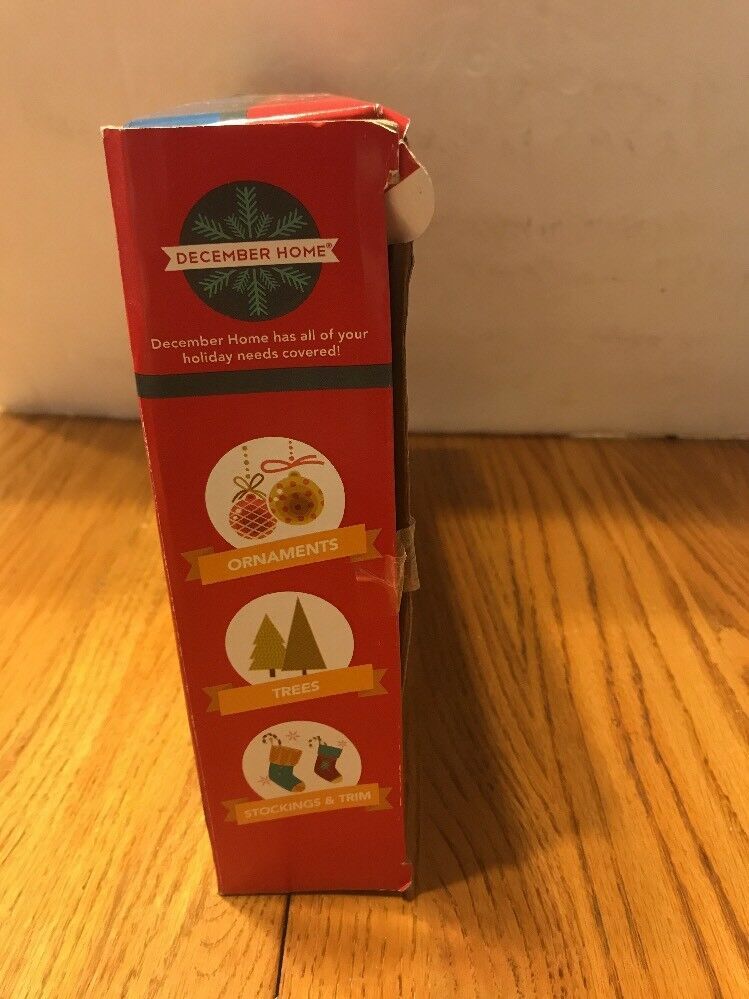 DECEMBER HOME®
December Home has all of your
holiday needs covered!
ORNAMENTS
TREES
STOCKINGS & TRIM